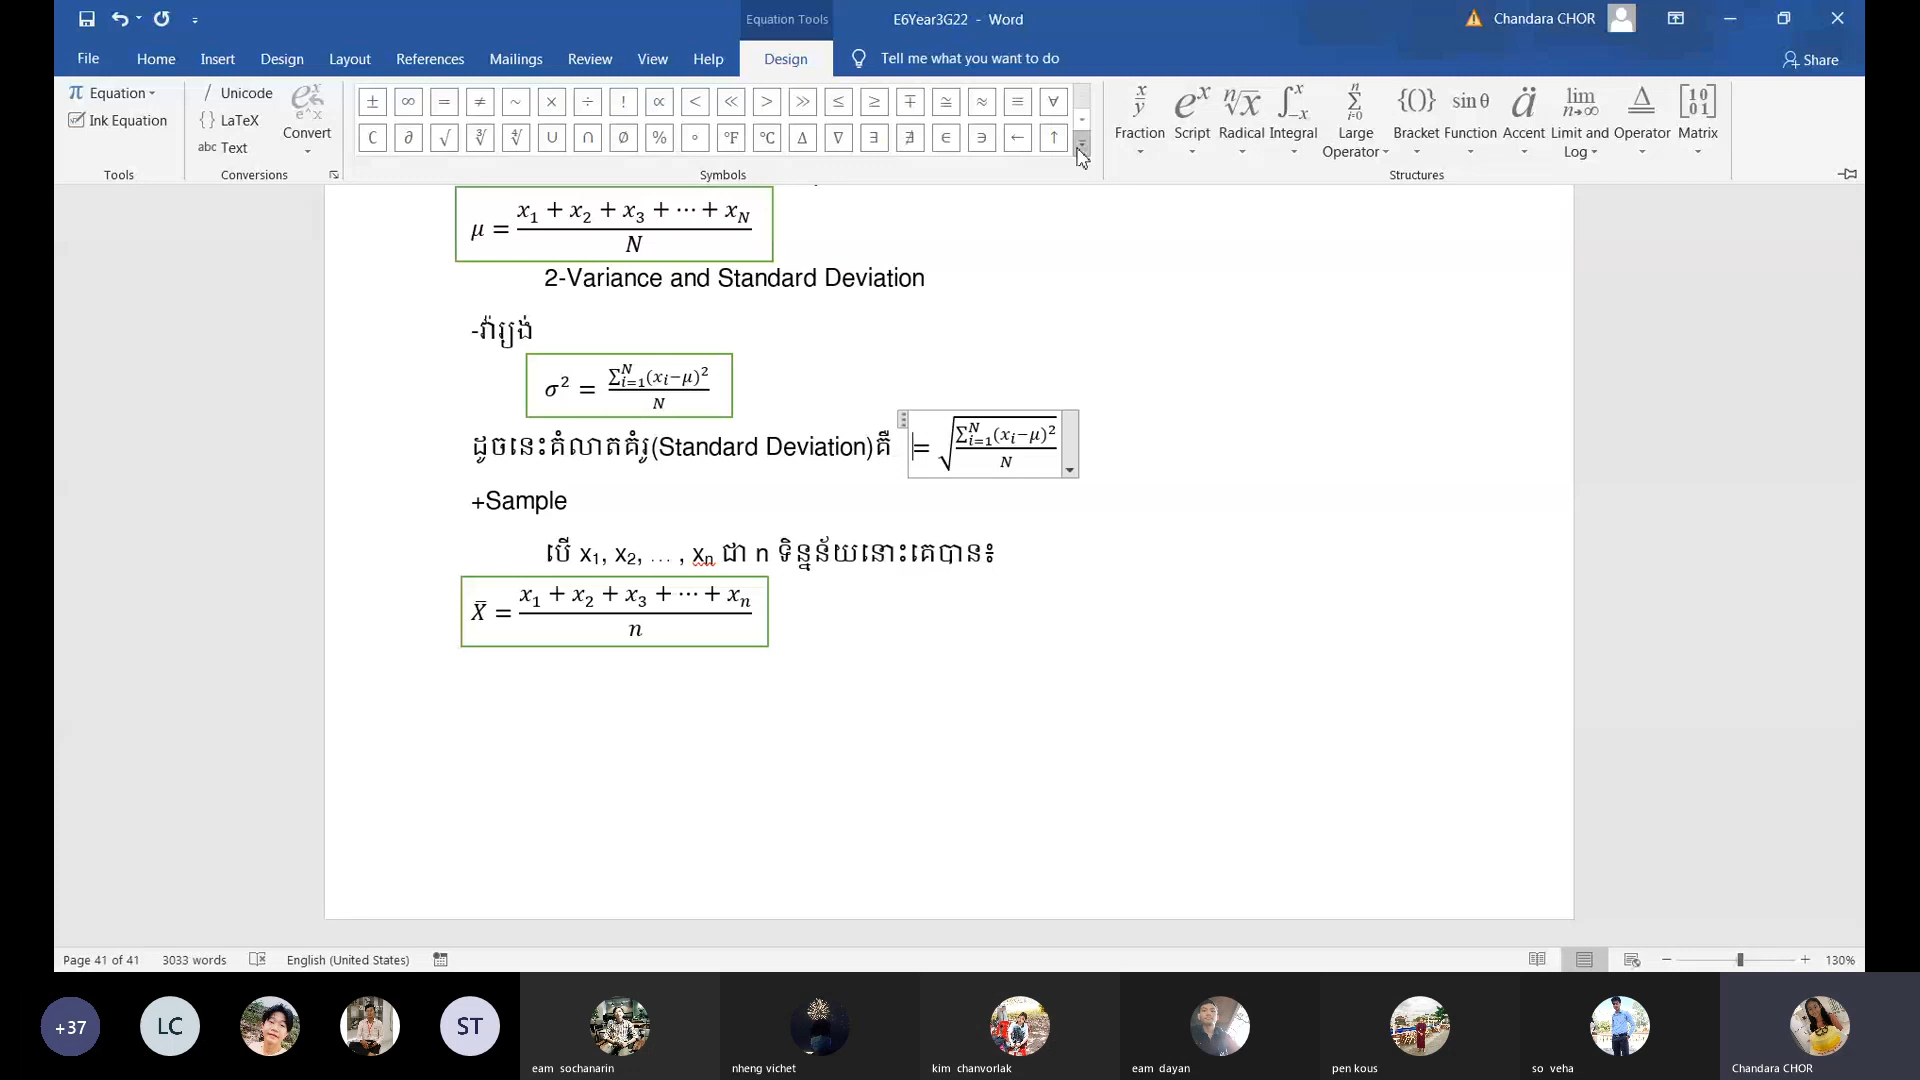 Equation Tools
E6Year3G22 - Word
Chandara CHOR
File Home Insert Design Layout References Mailings Review View Help Design Tell me what you want to do Share
Equation
Ink Equation
Tools
Unicode
LaTeX
abc Text
Convert
Conversions
± ∞ = ≠ ~ × ÷ ! ∝ < ≪ > ≫ ≤ ≥ ∓ ≅ ≈ ≡ ∀
∁ ∂ √ ∛ ∜ ∪ ∩ ∅ % ° °F °C ∆ ∇ ∃ ∄ ∈ ∋ ← ↑
Symbols
Fraction Script Radical Integral Large Operator Bracket Function Accent Limit and Log Operator Matrix
Structures
μ = (x₁ + x₂ + x₃ + ⋯ + x_N) / N
2-Variance and Standard Deviation
-វ៉ារ្យង់
σ² = ∑_{i=1}^{N}(x_i−μ)² / N
ដូចនេះគំលាតគំរូ(Standard Deviation)គឺ = √(∑_{i=1}^{N}(x_i−μ)² / N)
+Sample
បើ x₁, x₂, … , xₙ ជា n ទិន្នន័យនោះគេបាន៖
X̄ = (x₁ + x₂ + x₃ + ⋯ + xₙ) / n
Page 41 of 41 3033 words English (United States) 130%
+37 LC ST
eam sochanarin nheng vichet kim chanvorlak eam dayan pen kous so veha Chandara CHOR